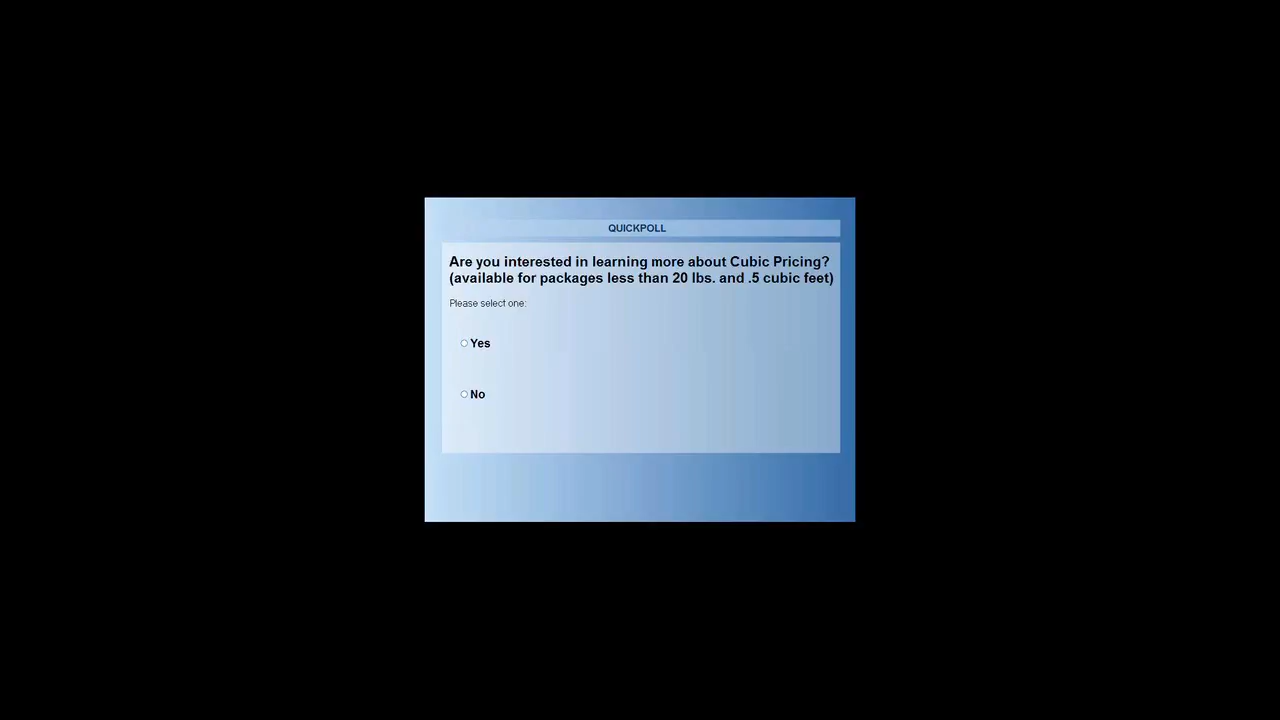 QUICKPOLL
Are you interested in learning more about Cubic Pricing?
(available for packages less than 20 lbs. and .5 cubic feet)
Please select one:
Yes
No